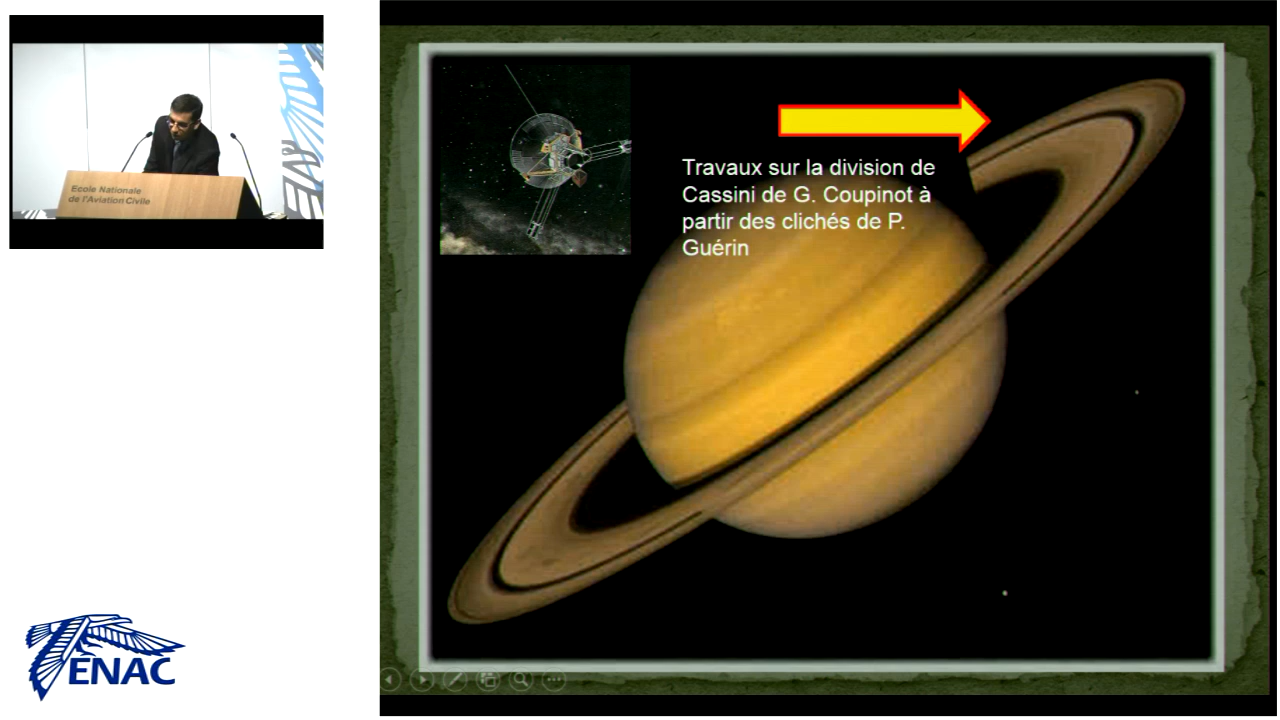 Ecole Nationale
de l'Aviation Civile
Travaux sur la division de
Cassini de G. Coupinot à
partir des clichés de P.
Guérin
ENAC